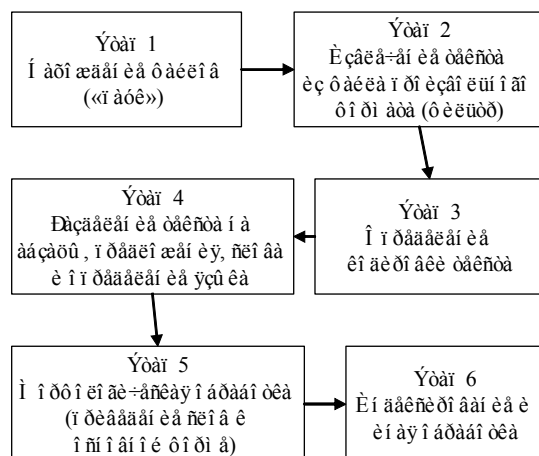 Ýòàï 1
Í àõî æäåí èå ôàéëî â
(«ï àóê»)
Ýòàï 2
Èçâëå÷åí èå òåêñòà
èç ôàéëà ï ðî èçâî ëüí î ãî
ôî ðì àòà (ôèëüòð)
Ýòàï 3
Î ï ðåäåëåí èå
êî äèðî âêè òåêñòà
Ýòàï 4
Ðàçäåëåí èå òåêñòà í à
àáçàöû , ï ðåäëî æåí èÿ, ñëî âà
è î ï ðåäåëåí èå ÿçû êà
Ýòàï 5
Ì î ðôî ëî ãè÷åñêàÿ î áðàáî òêà
(ï ðèâåäåí èå ñëî âà ê
î ñí î âí î é ôî ðì å)
Ýòàï 6
Èí äåêñèðî âàí èå è
èí àÿ î áðàáî òêà